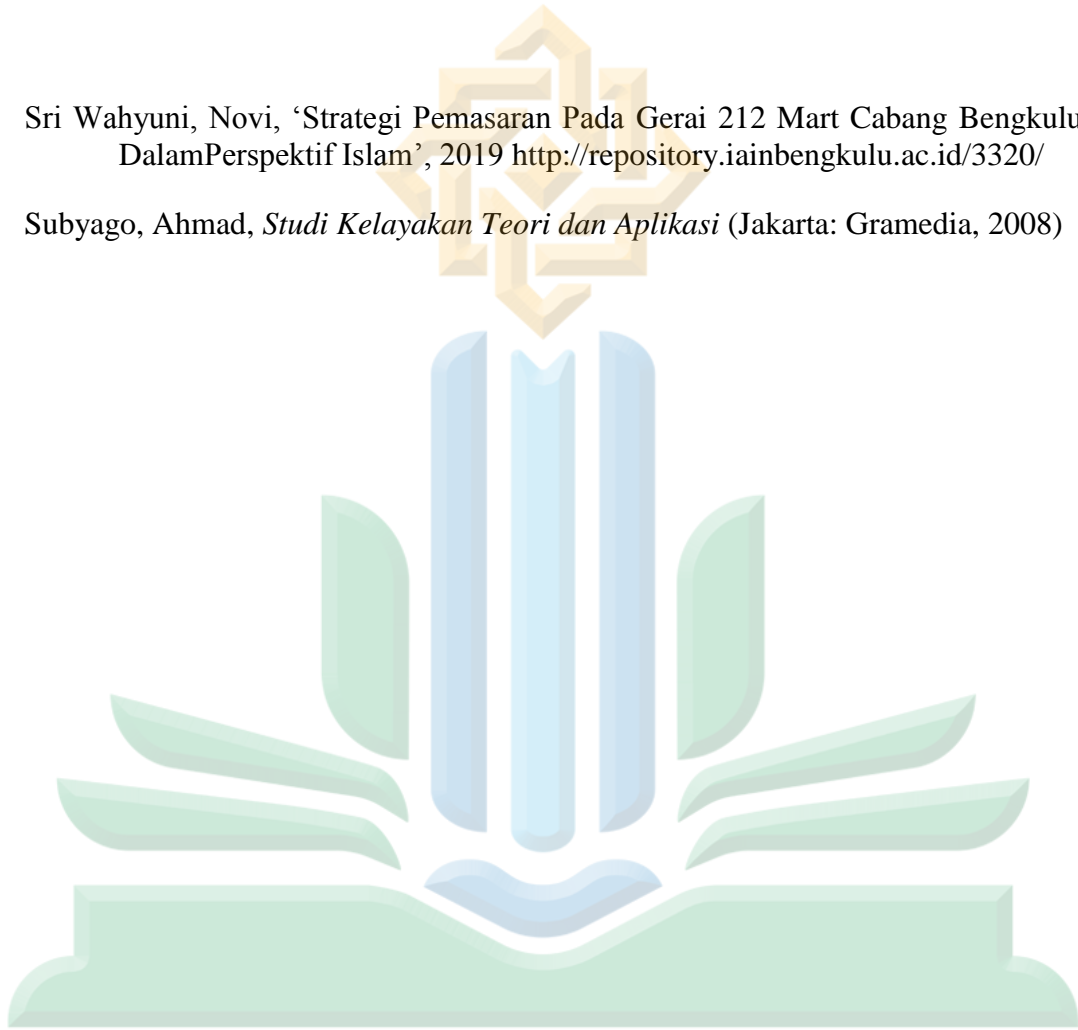 Sri Wahyuni, Novi, ‘Strategi Pemasaran Pada Gerai 212 Mart Cabang Bengkulu
DalamPerspektif Islam’, 2019 http://repository.iainbengkulu.ac.id/3320/
Subyago, Ahmad, Studi Kelayakan Teori dan Aplikasi (Jakarta: Gramedia, 2008)